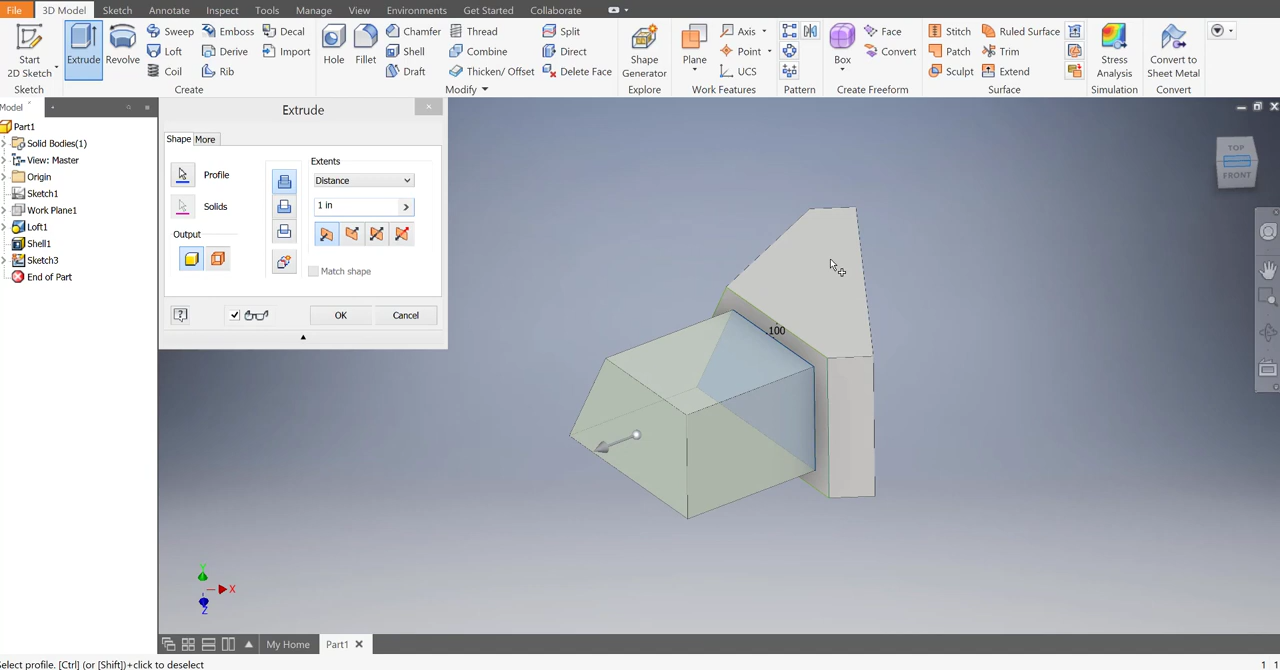 File 3D Model Sketch Annotate Inspect Tools Manage View Environments Get Started Collaborate
Start
2D Sketch
Extrude
Revolve
Sweep
Loft
Coil
Emboss
Derive
Rib
Decal
Import
Hole
Fillet
Chamfer
Shell
Draft
Thread
Combine
Thicken/ Offset
Split
Direct
Delete Face
Shape
Generator
Plane
Axis
Point
UCS
Box
Face
Convert
Stitch
Patch
Sculpt
Ruled Surface
Trim
Extend
Stress
Analysis
Convert to
Sheet Metal
Sketch Create Modify Explore Work Features Pattern Create Freeform Surface Simulation Convert
Model
Part1
Solid Bodies(1)
View: Master
Origin
Sketch1
Work Plane1
Loft1
Shell1
Sketch3
End of Part
Extrude
Shape More
Profile
Solids
Output
Extents
Distance
1 in
Match shape
OK Cancel
.100
TOP
FRONT
Y
X
Z
My Home Part1
Select profile. [Ctrl] (or [Shift])+click to deselect
1 1